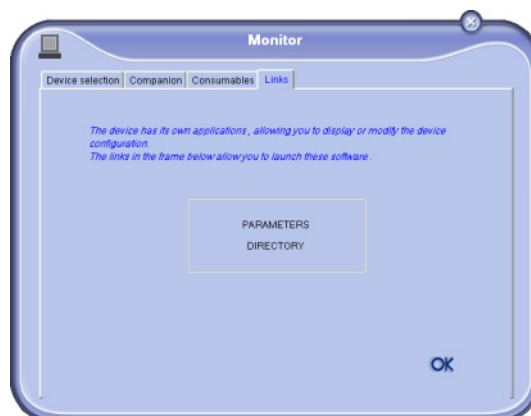 Monitor
Device selection Companion Consumables Links
The device has its own applications , allowing you to display or modify the device
configuration.
The links in the frame below allow you to launch these software .
PARAMETERS
DIRECTORY
OK